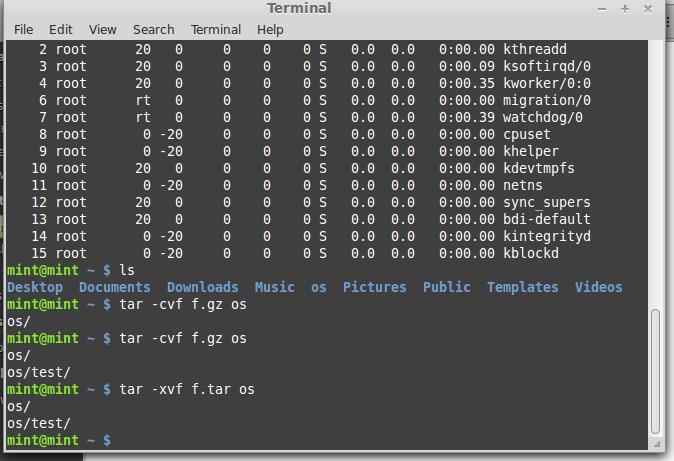 Terminal
File Edit View Search Terminal Help
2 root 20 0 0 0 0 S 0.0 0.0 0:00.00 kthreadd
3 root 20 0 0 0 0 S 0.0 0.0 0:00.09 ksoftirqd/0
4 root 20 0 0 0 0 S 0.0 0.0 0:00.35 kworker/0:0
6 root rt 0 0 0 0 S 0.0 0.0 0:00.00 migration/0
7 root rt 0 0 0 0 S 0.0 0.0 0:00.39 watchdog/0
8 root 0 -20 0 0 0 S 0.0 0.0 0:00.00 cpuset
9 root 0 -20 0 0 0 S 0.0 0.0 0:00.00 khelper
10 root 20 0 0 0 0 S 0.0 0.0 0:00.00 kdevtmpfs
11 root 0 -20 0 0 0 S 0.0 0.0 0:00.00 netns
12 root 20 0 0 0 0 S 0.0 0.0 0:00.00 sync_supers
13 root 20 0 0 0 0 S 0.0 0.0 0:00.00 bdi-default
14 root 0 -20 0 0 0 S 0.0 0.0 0:00.00 kintegrityd
15 root 0 -20 0 0 0 S 0.0 0.0 0:00.00 kblockd
mint@mint ~ $ ls
Desktop Documents Downloads Music os Pictures Public Templates Videos
mint@mint ~ $ tar -cvf f.gz os
os/
mint@mint ~ $ tar -cvf f.gz os
os/
os/test/
mint@mint ~ $ tar -xvf f.tar os
os/
os/test/
mint@mint ~ $